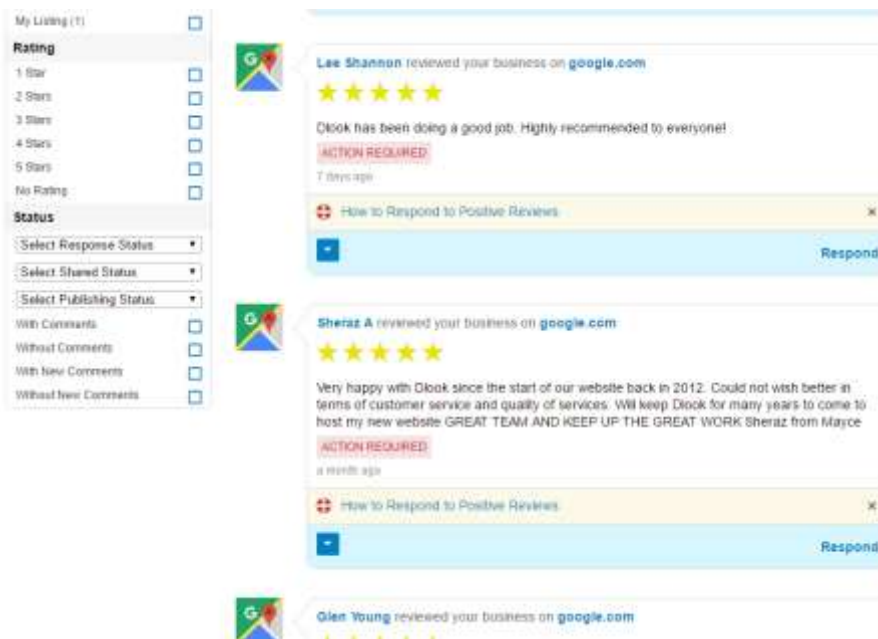 My Listing (1)
Rating
1 Star
2 Stars
3 Stars
4 Stars
5 Stars
No Rating
Status
Select Response Status
Select Shared Status
Select Publishing Status
With Comments
Without Comments
With New Comments
Without New Comments
G
Lee Shannon reviewed your business on google.com
Dlook has been doing a good job. Highly recommended to everyone!
ACTION REQUIRED
7 days ago
How to Respond to Positive Reviews ×
Respond
G
Sheraz A reviewed your business on google.com
Very happy with Dlook since the start of our website back in 2012. Could not wish better in
terms of customer service and quality of services. Will keep Dlook for many years to come to
host my new website GREAT TEAM AND KEEP UP THE GREAT WORK Sheraz from Mayce
ACTION REQUIRED
a month ago
How to Respond to Positive Reviews ×
Respond
G
Glen Young reviewed your business on google.com